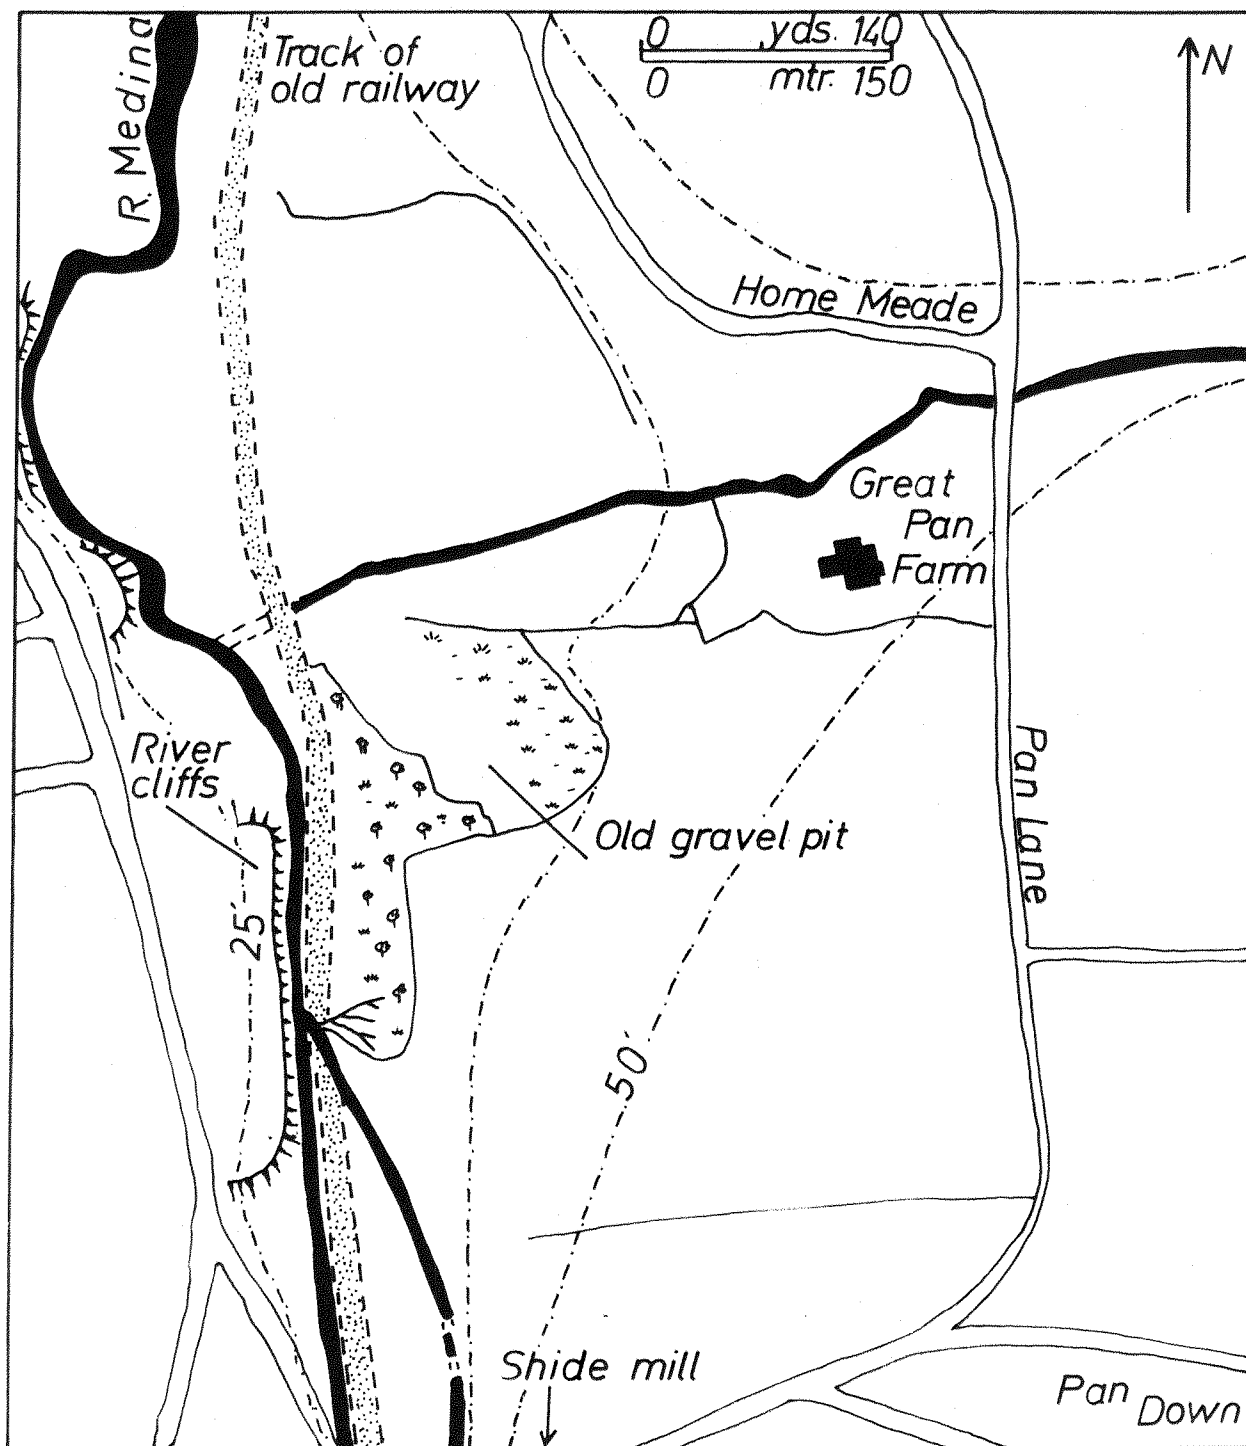 0 yds. 140
0 mtr. 150
N
R. Medina
Track of
old railway
Home Meade
Great
Pan
Farm
River
cliffs
Old gravel pit
Pan Lane
25'
50'
Shide mill
Pan
Down